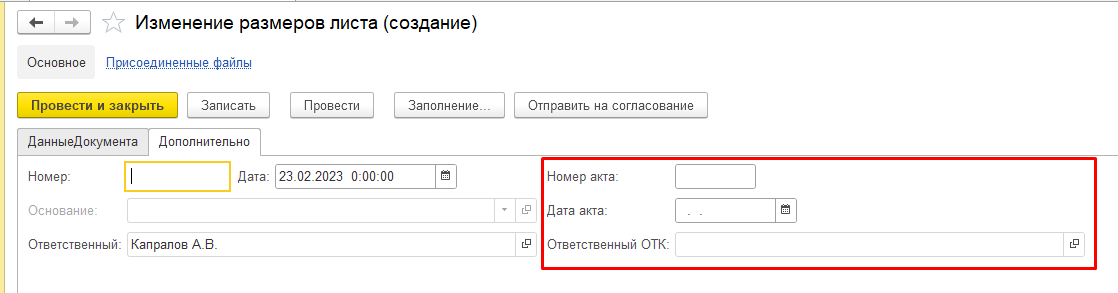 Изменение размеров листа (создание)
Основное Присоединенные файлы
Провести и закрыть Записать Провести Заполнение... Отправить на согласование
ДанныеДокумента Дополнительно
Номер: Дата: 23.02.2023 0:00:00 Номер акта:
Основание: Дата акта: . .
Ответственный: Капралов А.В. Ответственный ОТК: